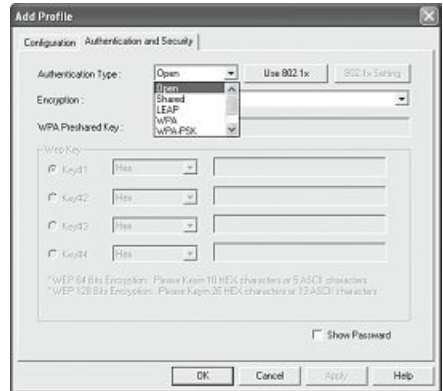 Add Profile
Configuration Authentication and Security
Authentication Type : Open Use 802.1x 802.1x Setting
Open
Shared
LEAP
WPA
WPA-PSK
Encryption :
WPA Preshared Key :
Wep Key
Key#1 Hex
Key#2 Hex
Key#3 Hex
Key#4 Hex
* WEP 64 Bits Encryption: Please Keyin 10 HEX characters or 5 ASCII characters
* WEP 128 Bits Encryption: Please Keyin 26 HEX characters or 13 ASCII characters
Show Password
OK Cancel Apply Help